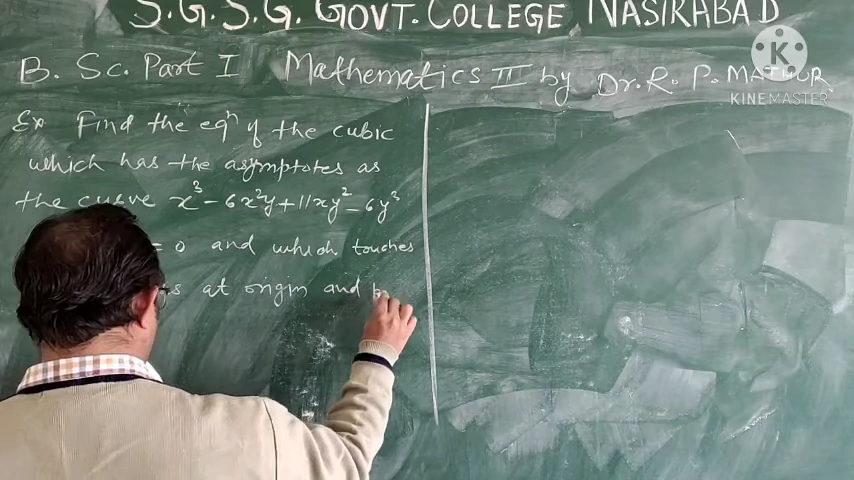 S.G.S.G. GOVT. COLLEGE NASIRABAD
B. Sc. Part I Mathematics II by Dr. R. P. MATHUR
K
KINEMASTER
Ex Find the eqⁿ of the cubic
which has the asymptotes as
the curve x³ - 6x²y + 11xy² - 6y³
= 0 and which touches
at origin and